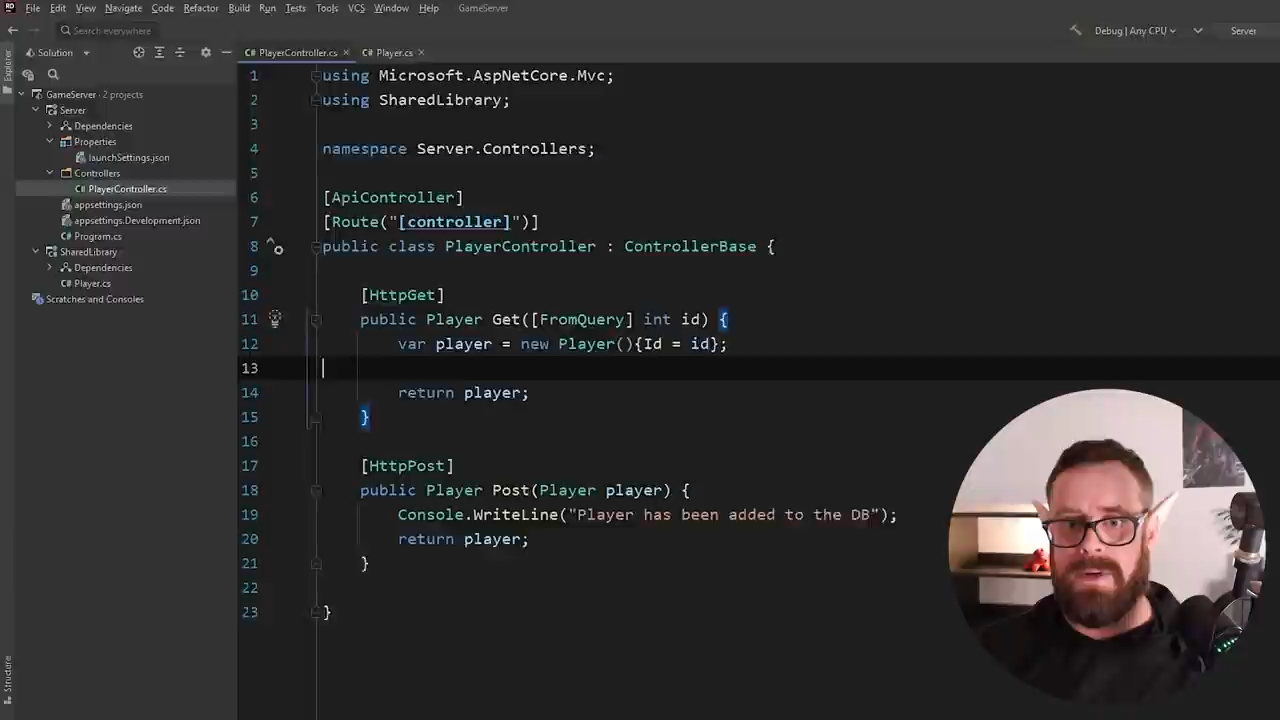 RD File Edit View Navigate Code Refactor Build Run Tests Tools VCS Window Help GameServer
Search everywhere Debug | Any CPU Server
Explorer
Solution
PlayerController.cs Player.cs
GameServer · 2 projects
Server
Dependencies
Properties
launchSettings.json
Controllers
PlayerController.cs
appsettings.json
appsettings.Development.json
Program.cs
SharedLibrary
Dependencies
Player.cs
Scratches and Consoles
Structure
1 using Microsoft.AspNetCore.Mvc;
2 using SharedLibrary;
3
4 namespace Server.Controllers;
5
6 [ApiController]
7 [Route("[controller]")]
8 public class PlayerController : ControllerBase {
9
10 [HttpGet]
11 public Player Get([FromQuery] int id) {
12 var player = new Player(){Id = id};
13
14 return player;
15 }
16
17 [HttpPost]
18 public Player Post(Player player) {
19 Console.WriteLine("Player has been added to the DB");
20 return player;
21 }
22
23 }